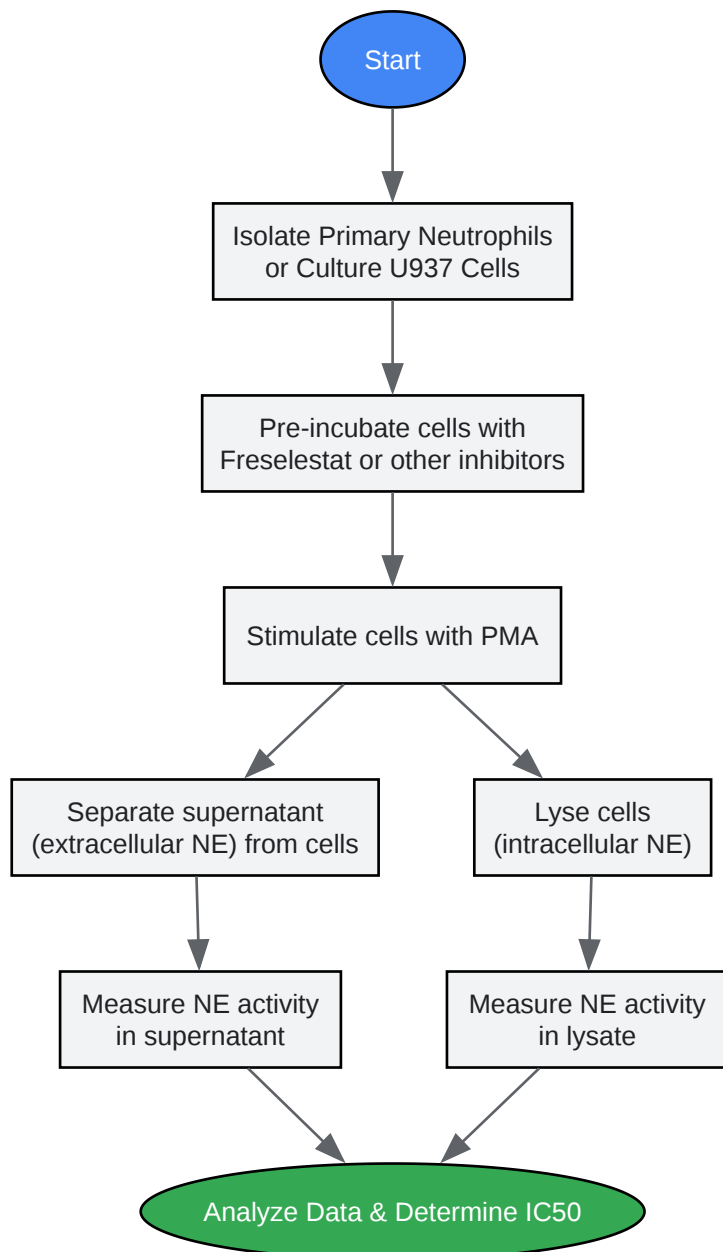 Start
Isolate Primary Neutrophils
or Culture U937 Cells
Pre-incubate cells with
Freselestat or other inhibitors
Stimulate cells with PMA
Separate supernatant
(extracellular NE) from cells
Lyse cells
(intracellular NE)
Measure NE activity
in supernatant
Measure NE activity
in lysate
Analyze Data & Determine IC50